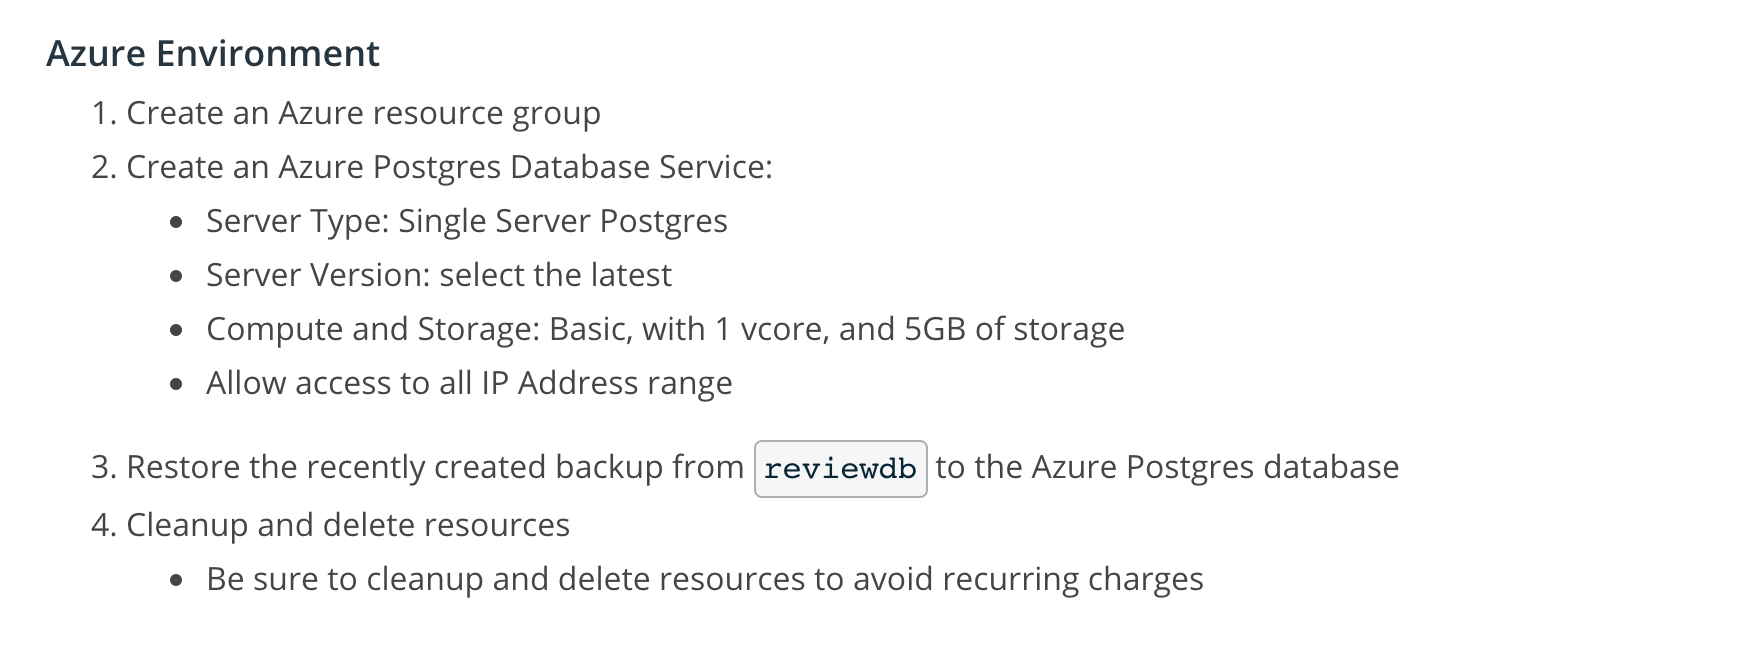 Azure Environment
1. Create an Azure resource group
2. Create an Azure Postgres Database Service:
• Server Type: Single Server Postgres
• Server Version: select the latest
• Compute and Storage: Basic, with 1 vcore, and 5GB of storage
• Allow access to all IP Address range
3. Restore the recently created backup from reviewdb to the Azure Postgres database
4. Cleanup and delete resources
• Be sure to cleanup and delete resources to avoid recurring charges